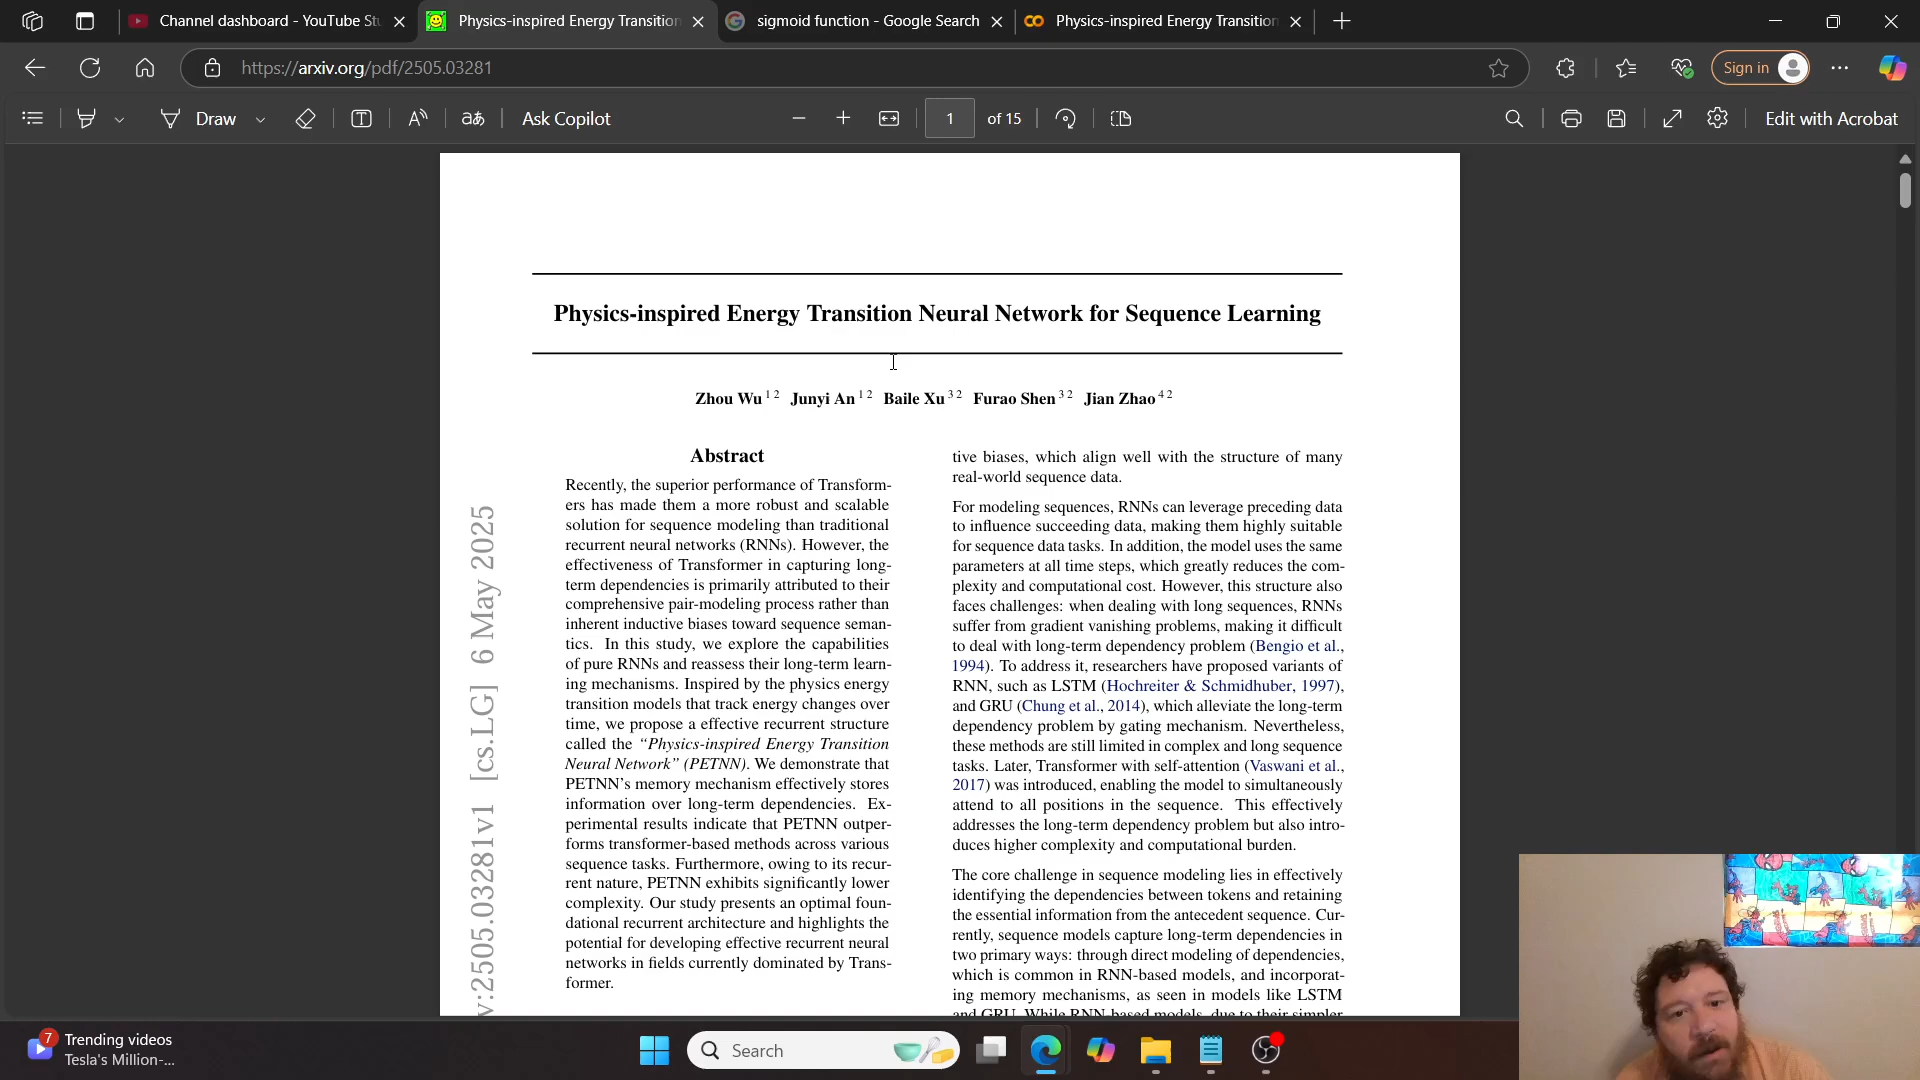 Channel dashboard - YouTube Stu
Physics-inspired Energy Transition
sigmoid function - Google Search
Physics-inspired Energy Transition
https://arxiv.org/pdf/2505.03281
Sign in
Draw
Ask Copilot
1 of 15
Edit with Acrobat
Physics-inspired Energy Transition Neural Network for Sequence Learning
Zhou Wu 1 2 Junyi An 1 2 Baile Xu 3 2 Furao Shen 3 2 Jian Zhao 4 2
Abstract
Recently, the superior performance of Transform-
ers has made them a more robust and scalable
solution for sequence modeling than traditional
recurrent neural networks (RNNs). However, the
effectiveness of Transformer in capturing long-
term dependencies is primarily attributed to their
comprehensive pair-modeling process rather than
inherent inductive biases toward sequence seman-
tics. In this study, we explore the capabilities
of pure RNNs and reassess their long-term learn-
ing mechanisms. Inspired by the physics energy
transition models that track energy changes over
time, we propose a effective recurrent structure
called the “Physics-inspired Energy Transition
Neural Network” (PETNN). We demonstrate that
PETNN’s memory mechanism effectively stores
information over long-term dependencies. Ex-
perimental results indicate that PETNN outper-
forms transformer-based methods across various
sequence tasks. Furthermore, owing to its recur-
rent nature, PETNN exhibits significantly lower
complexity. Our study presents an optimal foun-
dational recurrent architecture and highlights the
potential for developing effective recurrent neural
networks in fields currently dominated by Trans-
former.
tive biases, which align well with the structure of many
real-world sequence data.
For modeling sequences, RNNs can leverage preceding data
to influence succeeding data, making them highly suitable
for sequence data tasks. In addition, the model uses the same
parameters at all time steps, which greatly reduces the com-
plexity and computational cost. However, this structure also
faces challenges: when dealing with long sequences, RNNs
suffer from gradient vanishing problems, making it difficult
to deal with long-term dependency problem (Bengio et al.,
1994). To address it, researchers have proposed variants of
RNN, such as LSTM (Hochreiter & Schmidhuber, 1997),
and GRU (Chung et al., 2014), which alleviate the long-term
dependency problem by gating mechanism. Nevertheless,
these methods are still limited in complex and long sequence
tasks. Later, Transformer with self-attention (Vaswani et al.,
2017) was introduced, enabling the model to simultaneously
attend to all positions in the sequence. This effectively
addresses the long-term dependency problem but also intro-
duces higher complexity and computational burden.
The core challenge in sequence modeling lies in effectively
identifying the dependencies between tokens and retaining
the essential information from the antecedent sequence. Cur-
rently, sequence models capture long-term dependencies in
two primary ways: through direct modeling of dependencies,
which is common in RNN-based models, and incorporat-
ing memory mechanisms, as seen in models like LSTM
and GRU. While RNN-based models, due to their simpler
v:2505.03281v1 [cs.LG] 6 May 2025
7
Trending videos
Tesla's Million-...
Search